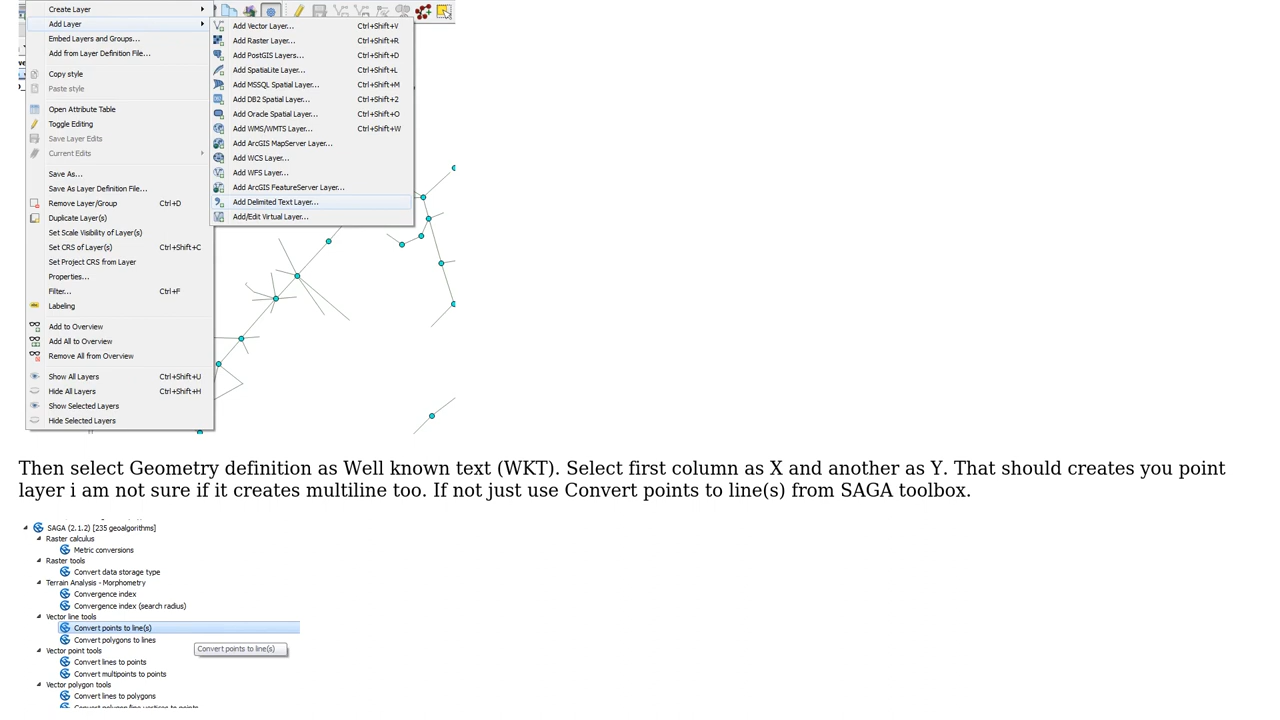 Create Layer
Add Layer
Embed Layers and Groups...
Add from Layer Definition File...
Copy style
Paste style
Open Attribute Table
Toggle Editing
Save Layer Edits
Current Edits
Save As...
Save As Layer Definition File...
Remove Layer/Group Ctrl+D
Duplicate Layer(s)
Set Scale Visibility of Layer(s)
Set CRS of Layer(s) Ctrl+Shift+C
Set Project CRS from Layer
Properties...
Filter... Ctrl+F
Labeling
Add to Overview
Add All to Overview
Remove All from Overview
Show All Layers Ctrl+Shift+U
Hide All Layers Ctrl+Shift+H
Show Selected Layers
Hide Selected Layers
Add Vector Layer... Ctrl+Shift+V
Add Raster Layer... Ctrl+Shift+R
Add PostGIS Layers... Ctrl+Shift+D
Add SpatiaLite Layer... Ctrl+Shift+L
Add MSSQL Spatial Layer... Ctrl+Shift+M
Add DB2 Spatial Layer... Ctrl+Shift+2
Add Oracle Spatial Layer... Ctrl+Shift+O
Add WMS/WMTS Layer... Ctrl+Shift+W
Add ArcGIS MapServer Layer...
Add WCS Layer...
Add WFS Layer...
Add ArcGIS FeatureServer Layer...
Add Delimited Text Layer...
Add/Edit Virtual Layer...
Then select Geometry definition as Well known text (WKT). Select first column as X and another as Y. That should creates you point
layer i am not sure if it creates multiline too. If not just use Convert points to line(s) from SAGA toolbox.
SAGA (2.1.2) [235 geoalgorithms]
Raster calculus
Metric conversions
Raster tools
Convert data storage type
Terrain Analysis - Morphometry
Convergence index
Convergence index (search radius)
Vector line tools
Convert points to line(s)
Convert polygons to lines
Convert points to line(s)
Vector point tools
Convert lines to points
Convert multipoints to points
Vector polygon tools
Convert lines to polygons
Convert polygon/line vertices to points